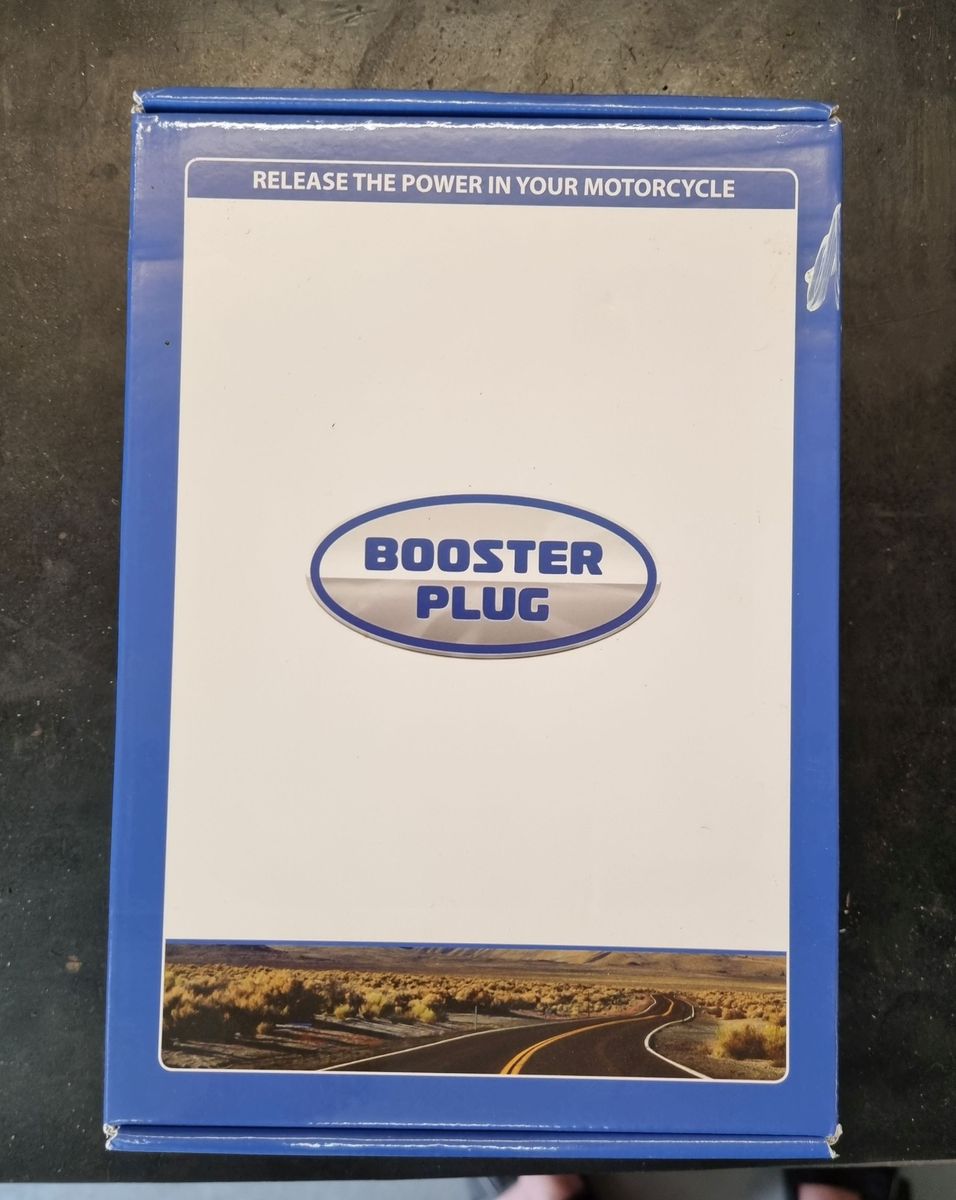 RELEASE THE POWER IN YOUR MOTORCYCLE
BOOSTER
PLUG